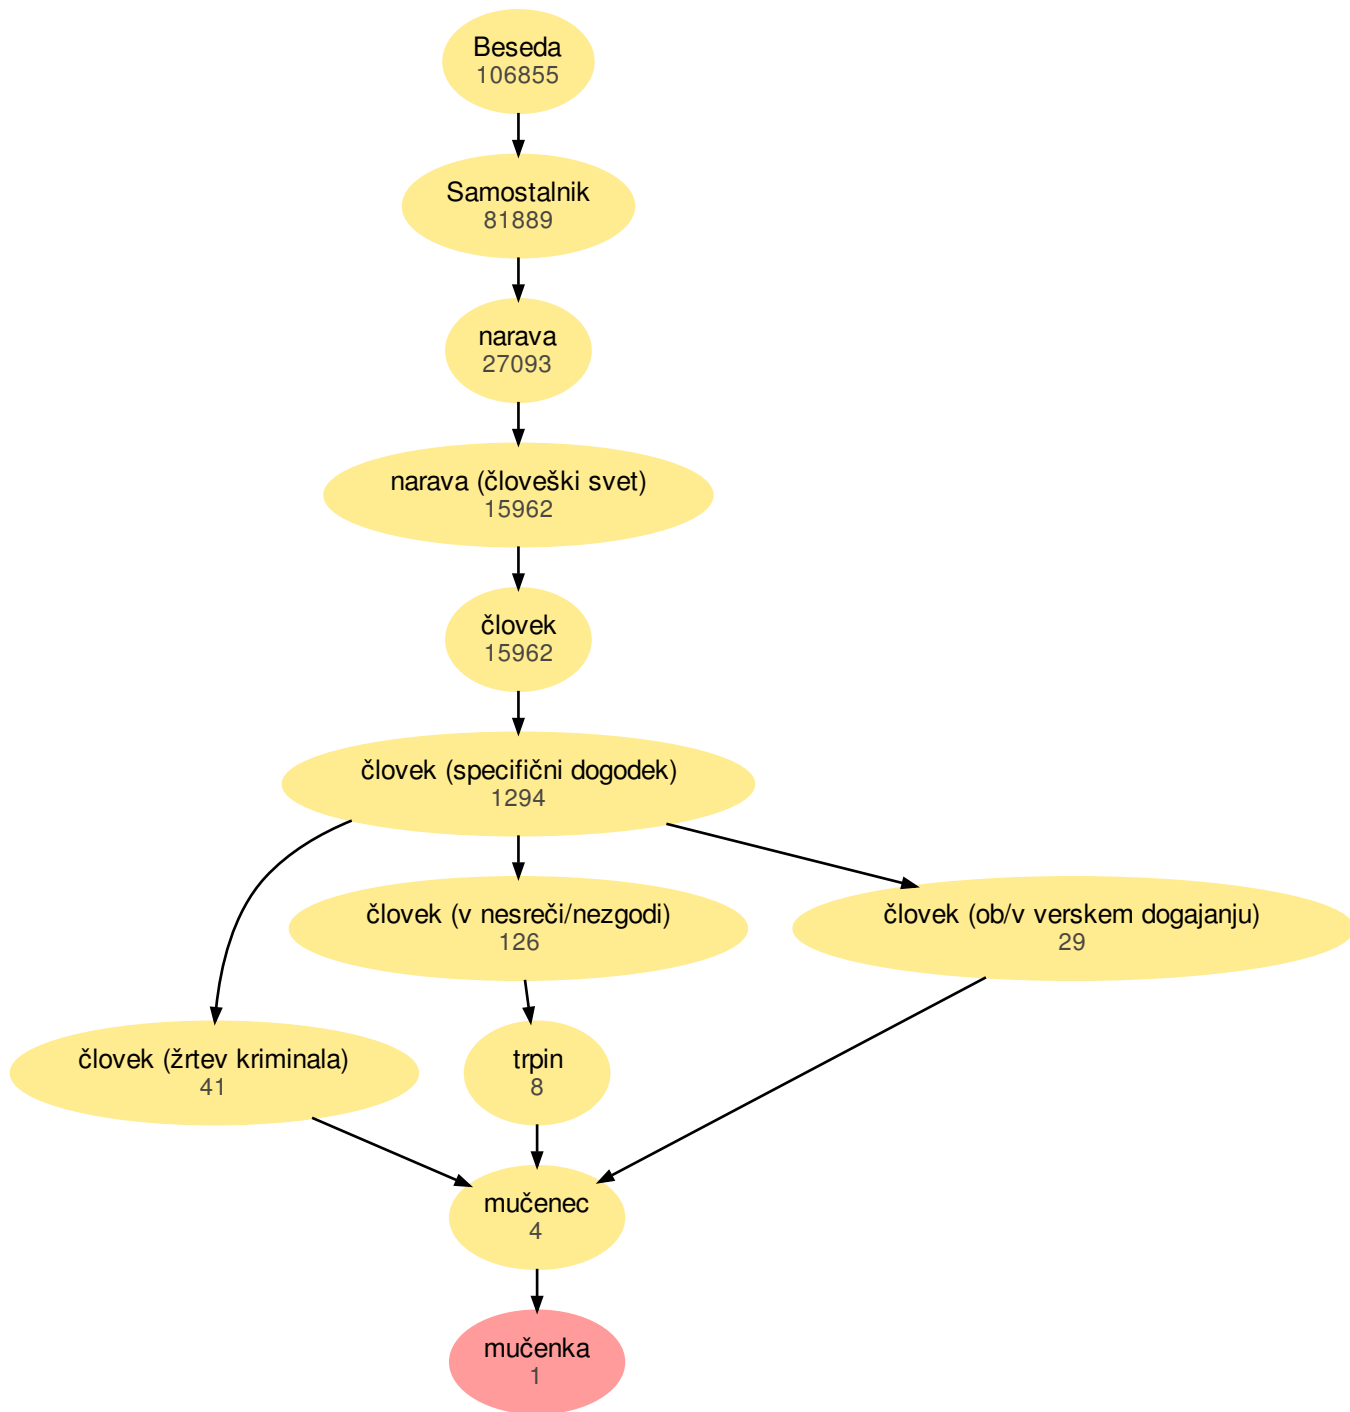 Beseda
106855
Samostalnik
81889
narava
27093
narava (človeški svet)
15962
človek
15962
človek (specifični dogodek)
1294
človek (v nesreči/nezgodi)
126
človek (ob/v verskem dogajanju)
29
človek (žrtev kriminala)
41
trpin
8
mučenec
4
mučenka
1